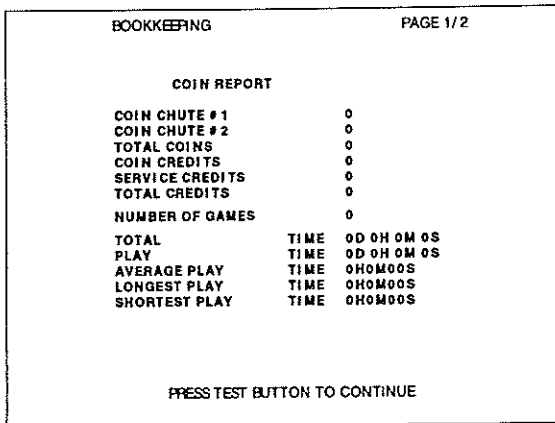 BOOKKEEPING PAGE 1/2
COIN REPORT
COIN CHUTE #1 0
COIN CHUTE #2 0
TOTAL COINS 0
COIN CREDITS 0
SERVICE CREDITS 0
TOTAL CREDITS 0
NUMBER OF GAMES 0
TOTAL TIME 0D 0H 0M 0S
PLAY TIME 0D 0H 0M 0S
AVERAGE PLAY TIME 0H0M00S
LONGEST PLAY TIME 0H0M00S
SHORTEST PLAY TIME 0H0M00S
PRESS TEST BUTTON TO CONTINUE